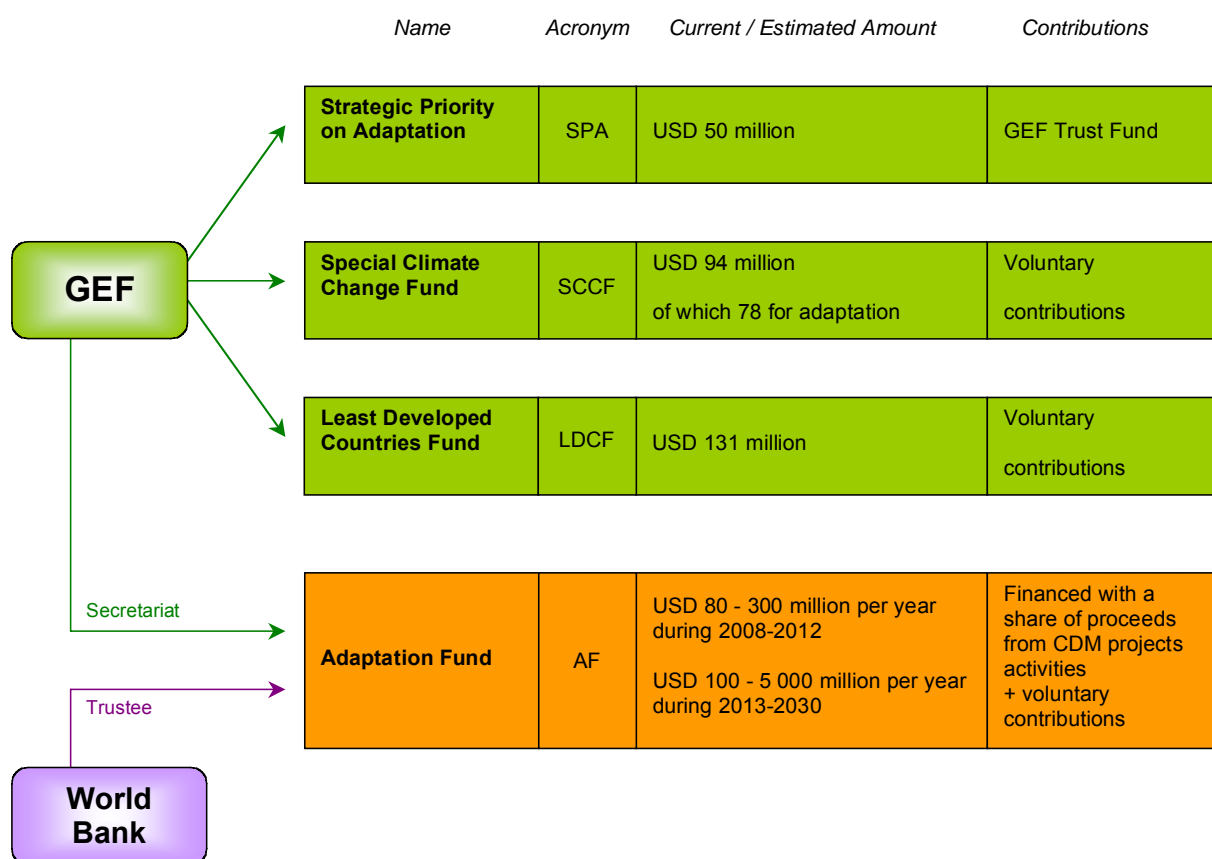 Name Acronym Current / Estimated Amount Contributions
Strategic Priority
on Adaptation
SPA
USD 50 million
GEF Trust Fund
GEF
Special Climate
Change Fund
SCCF
USD 94 million
of which 78 for adaptation
Voluntary
contributions
Least Developed
Countries Fund
LDCF
USD 131 million
Voluntary
contributions
Secretariat
Trustee
Adaptation Fund
AF
USD 80 - 300 million per year
during 2008-2012
USD 100 - 5 000 million per year
during 2013-2030
Financed with a
share of proceeds
from CDM projects
activities
+ voluntary
contributions
World
Bank